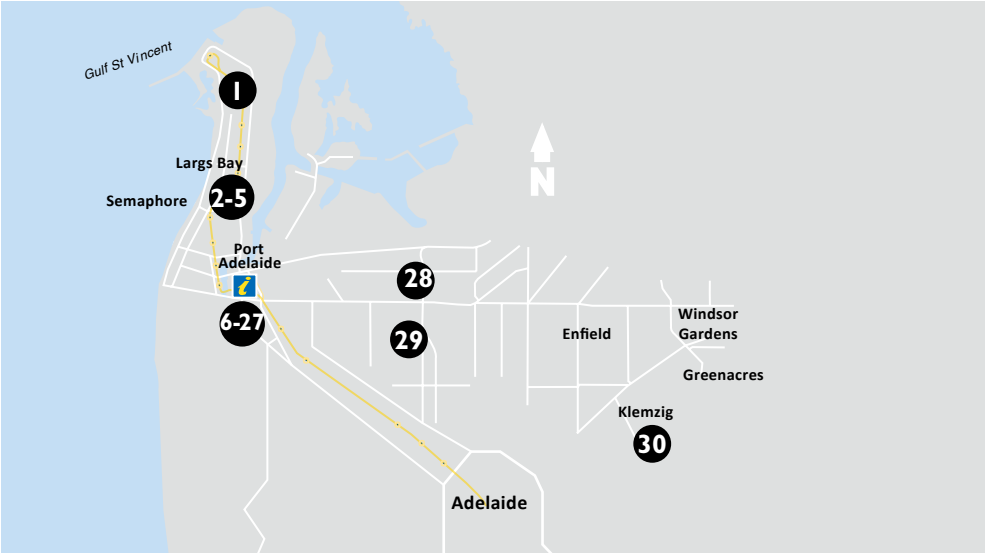 Gulf St Vincent
1
Largs Bay
2-5
Semaphore
N
Port
Adelaide
i
6-27
28
29
Enfield
Windsor
Gardens
Greenacres
Klemzig
30
Adelaide